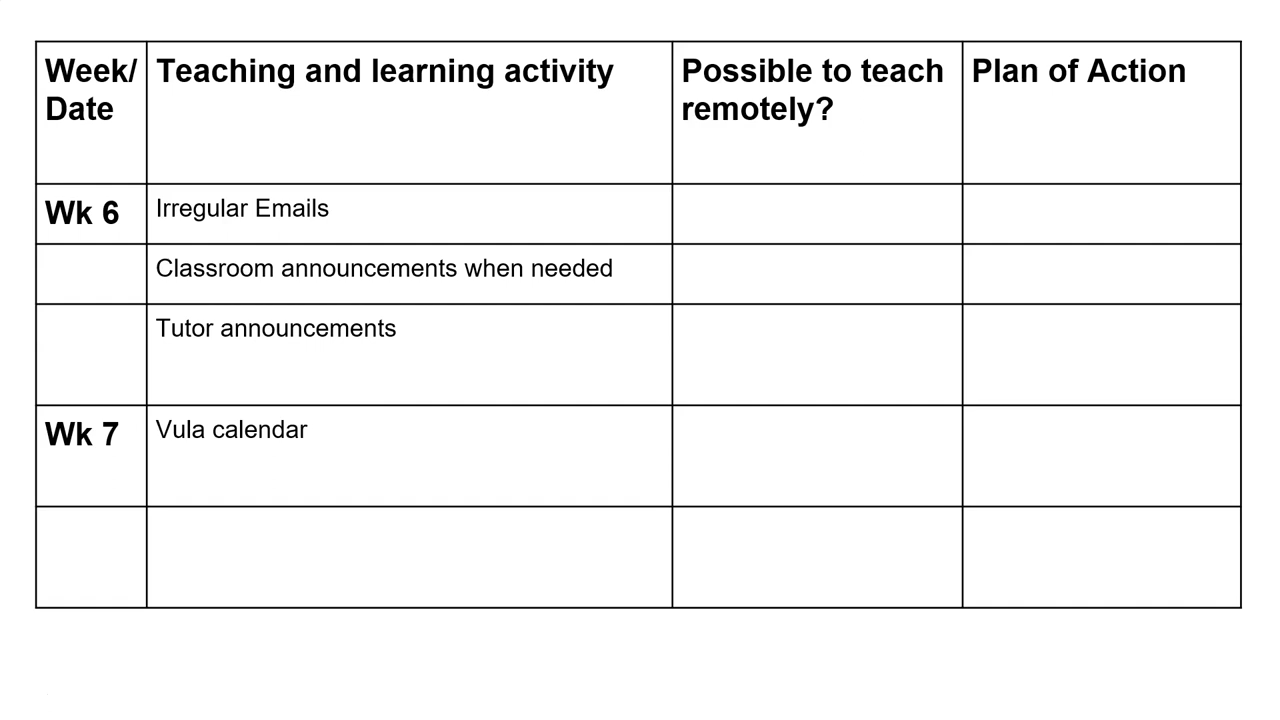 Week/ Teaching and learning activity Possible to teach Plan of Action
Date remotely?
Wk 6 Irregular Emails
Classroom announcements when needed
Tutor announcements
Wk 7 Vula calendar